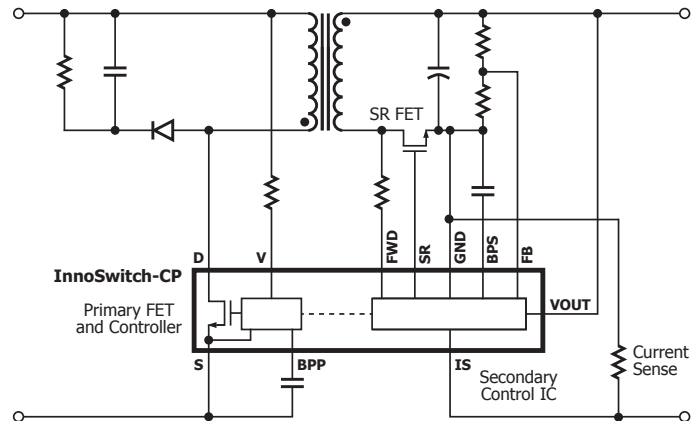 SR FET
D
V
FWD
SR
GND
BPS
FB
InnoSwitch-CP
Primary FET
and Controller
VOUT
S
BPP
IS
Secondary
Control IC
Current
Sense